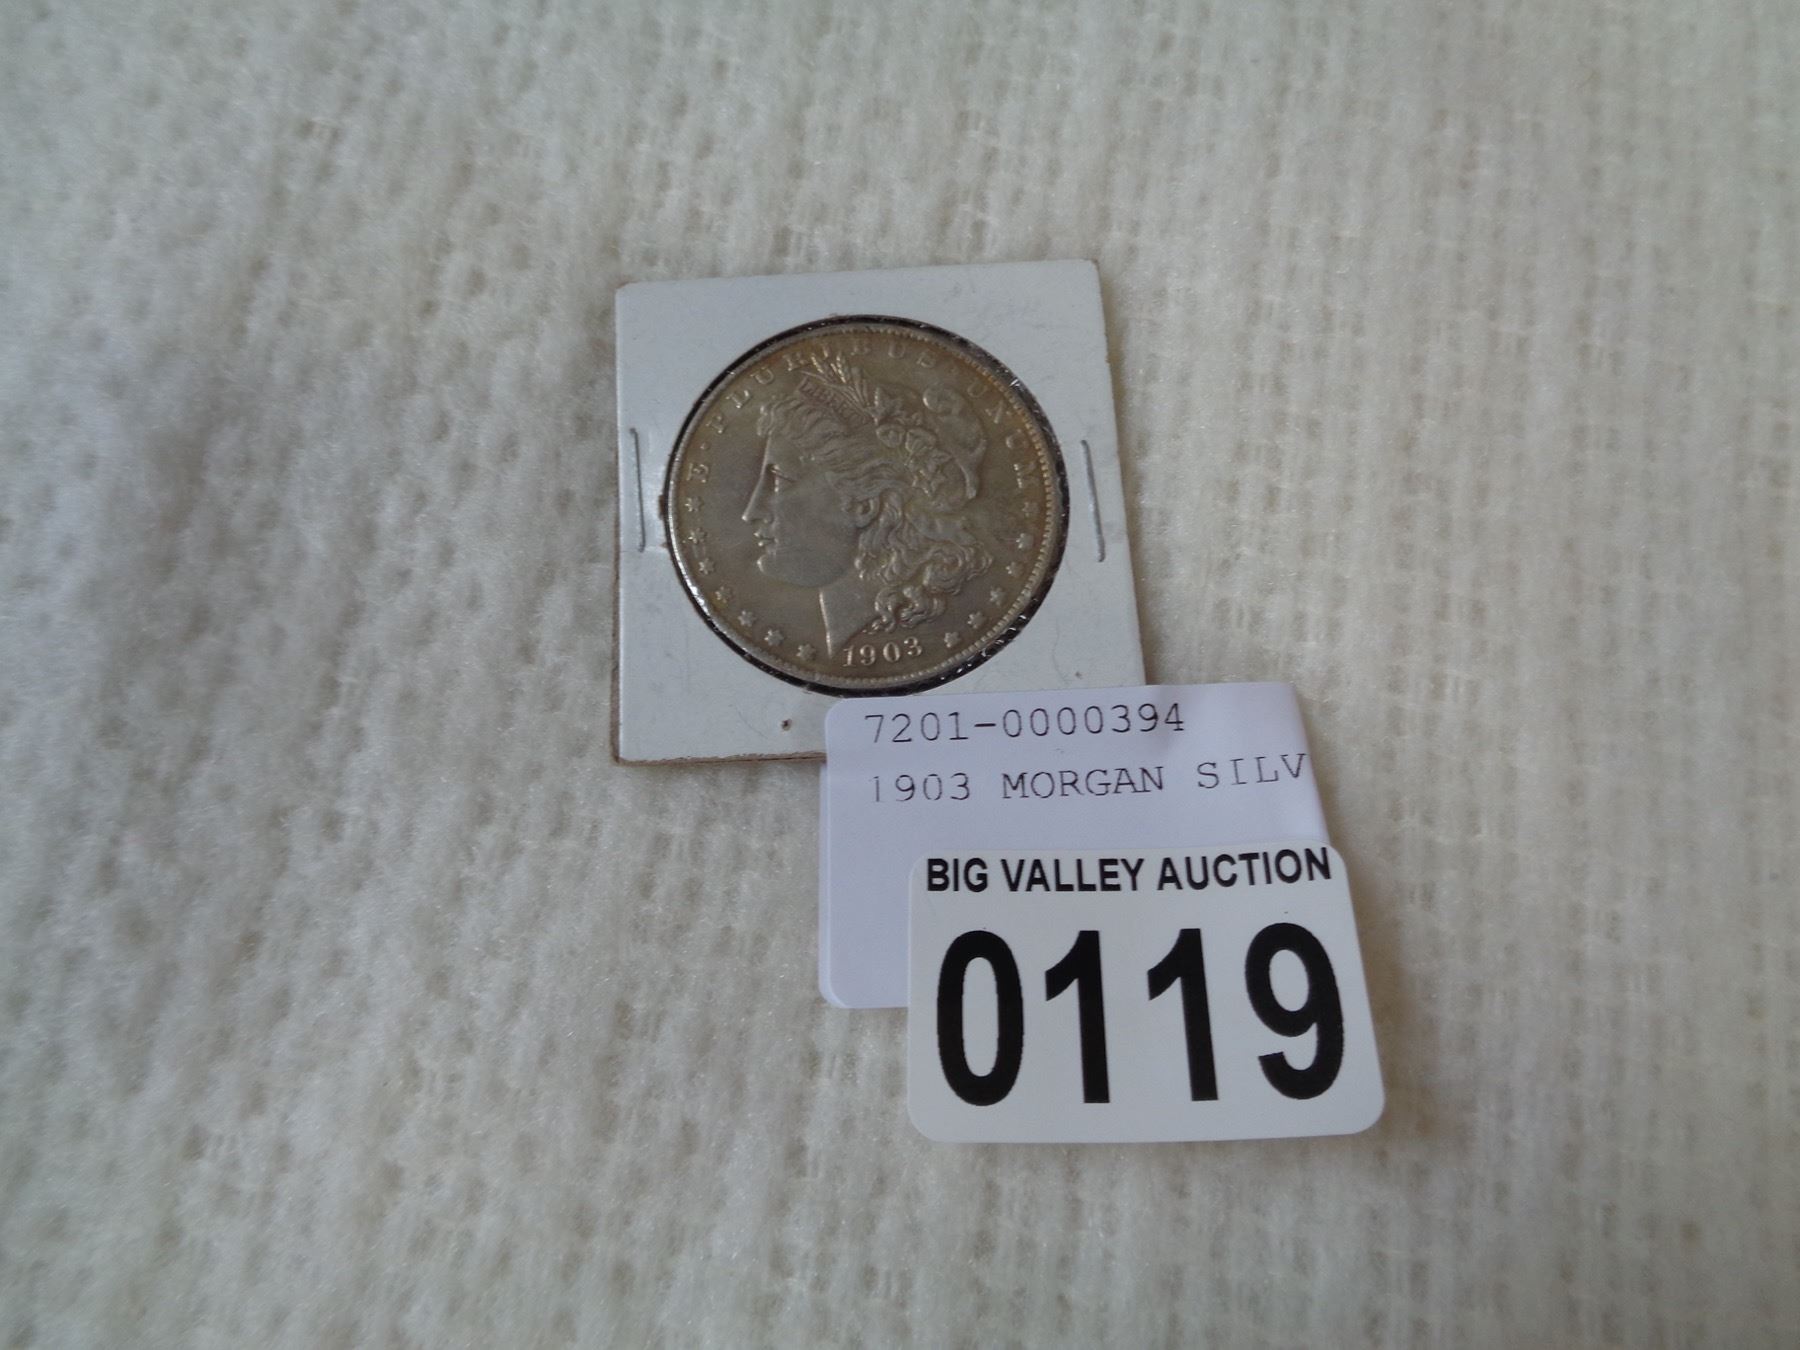 E · PLURIBUS UNUM
LIBERTY
1903
7201-0000394
1903 MORGAN SILV
BIG VALLEY AUCTION
0119